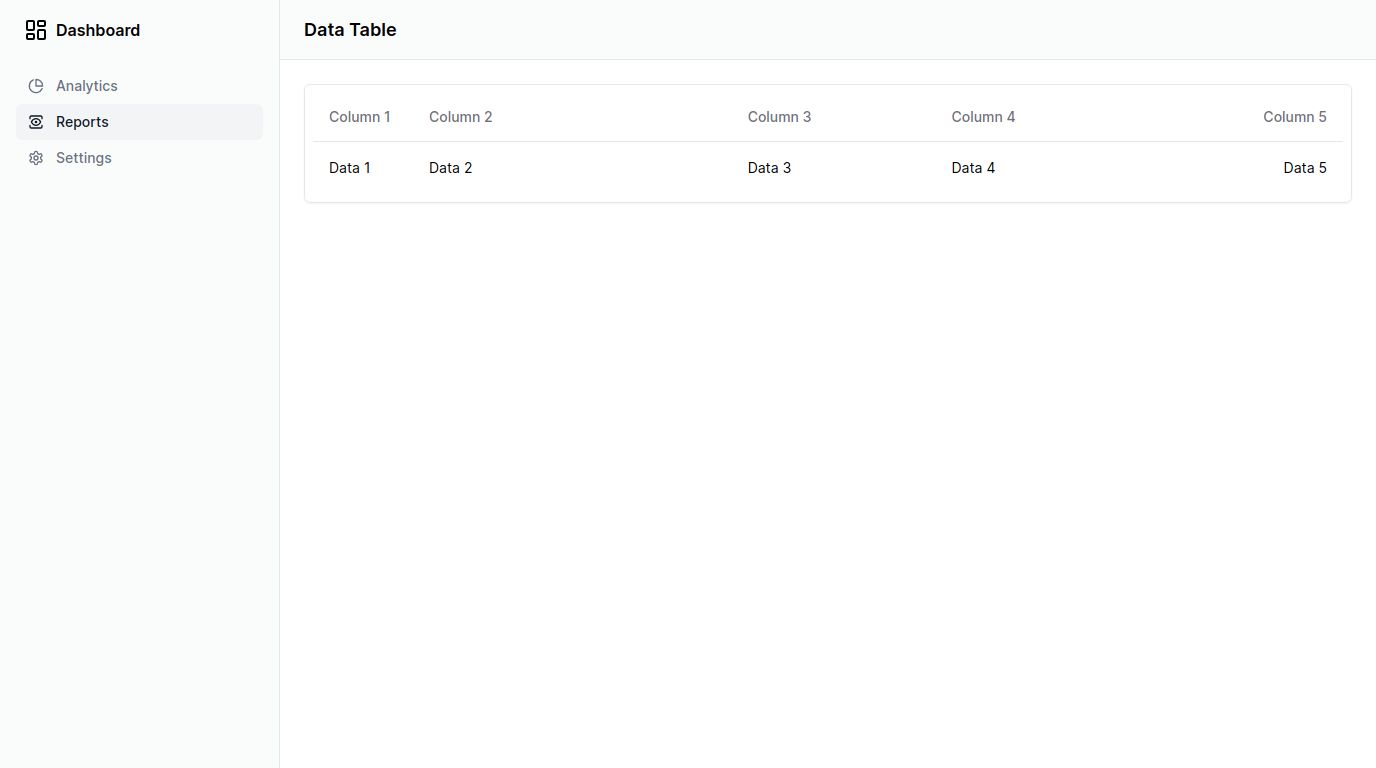 Dashboard
Analytics
Reports
Settings
Data Table
Column 1 Column 2 Column 3 Column 4 Column 5
Data 1 Data 2 Data 3 Data 4 Data 5